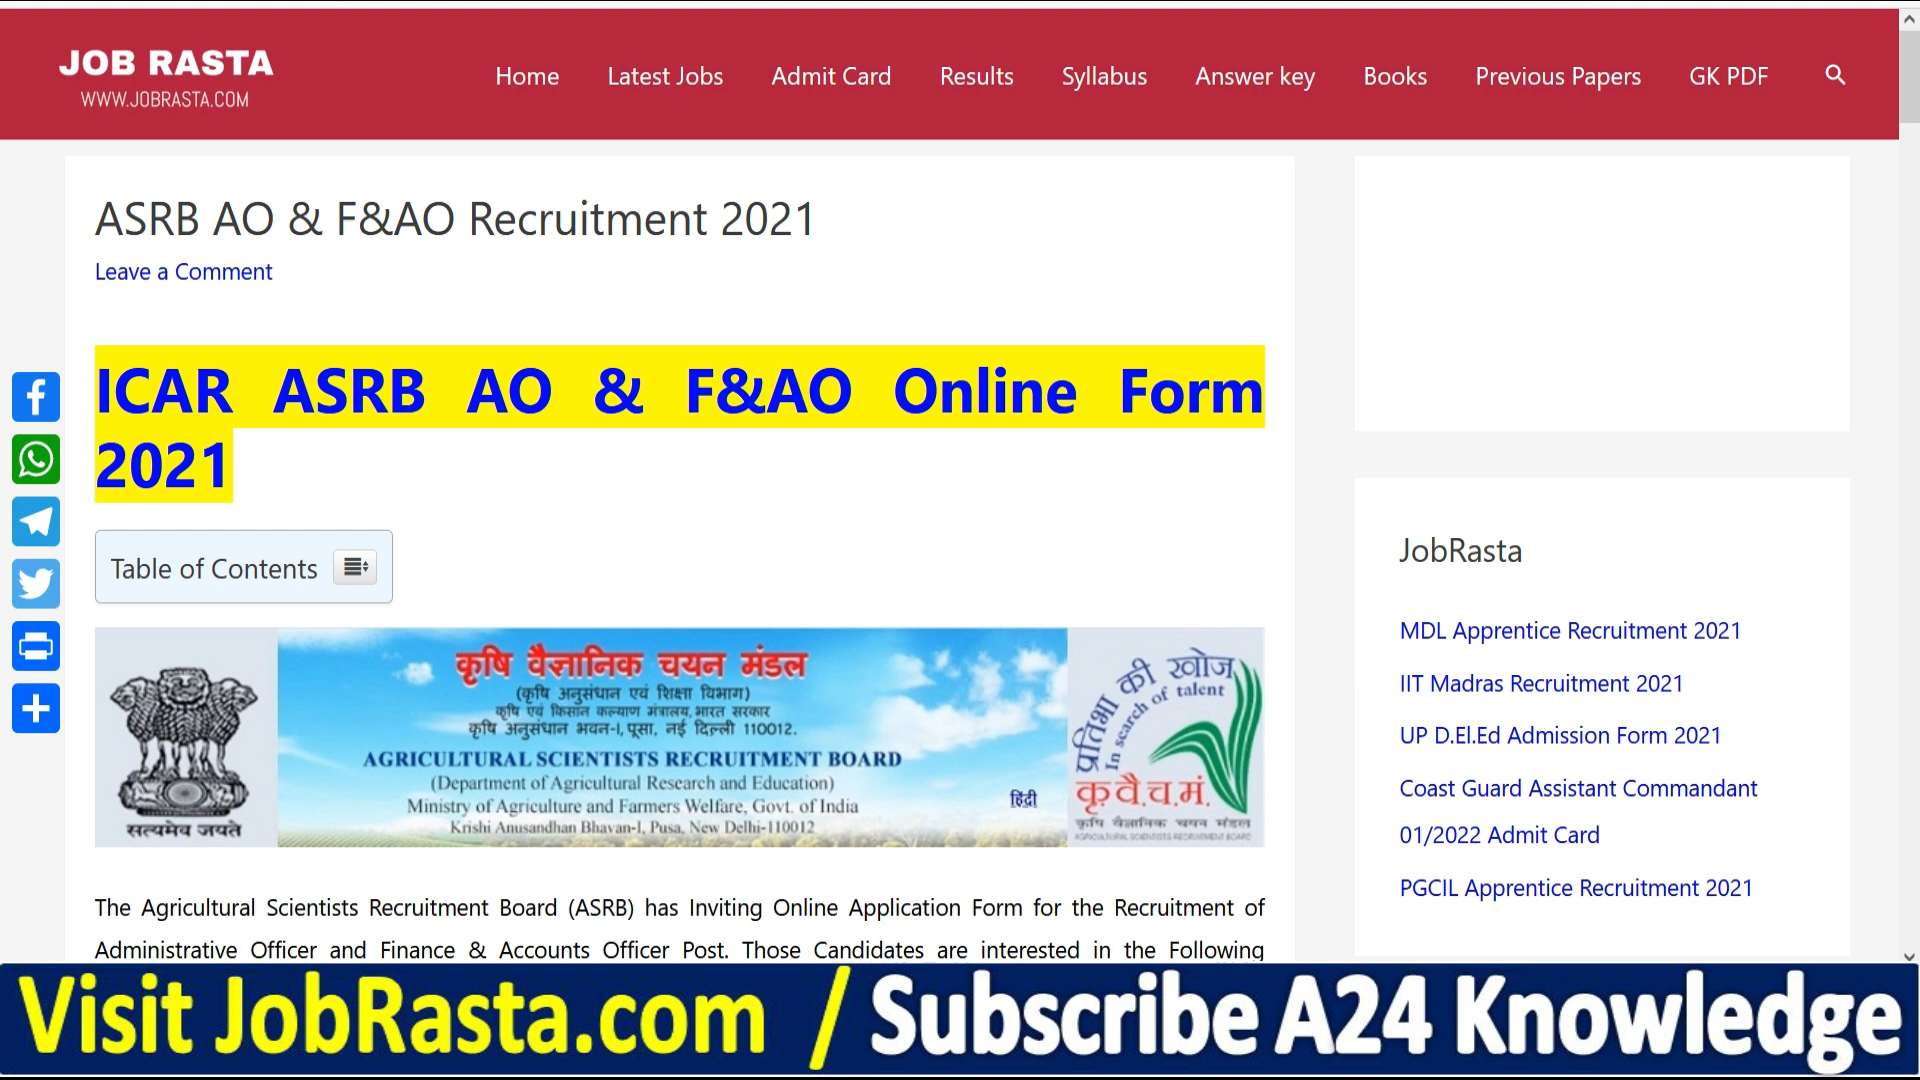 JOB RASTA
WWW.JOBRASTA.COM
Home Latest Jobs Admit Card Results Syllabus Answer key Books Previous Papers GK PDF
ASRB AO & F&AO Recruitment 2021
Leave a Comment
ICAR ASRB AO & F&AO Online Form
2021
Table of Contents
सत्यमेव जयते
कृषि वैज्ञानिक चयन मंडल
(कृषि अनुसंधान एवं शिक्षा विभाग)
कृषि एवं किसान कल्याण मंत्रालय, भारत सरकार
कृषि अनुसंधान भवन-I, पूसा, नई दिल्ली 110012.
AGRICULTURAL SCIENTISTS RECRUITMENT BOARD
(Department of Agricultural Research and Education)
Ministry of Agriculture and Farmers Welfare, Govt. of India
Krishi Anusandhan Bhavan-I, Pusa, New Delhi-110012
हिंदी
प्रतिभा की खोज
In search of talent
कृ.वै.च.मं.
कृषि वैज्ञानिक चयन मंडल
AGRICULTURAL SCIENTISTS RECRUITMENT BOARD
The Agricultural Scientists Recruitment Board (ASRB) has Inviting Online Application Form for the Recruitment of
Administrative Officer and Finance & Accounts Officer Post. Those Candidates are interested in the Following
JobRasta
MDL Apprentice Recruitment 2021
IIT Madras Recruitment 2021
UP D.El.Ed Admission Form 2021
Coast Guard Assistant Commandant
01/2022 Admit Card
PGCIL Apprentice Recruitment 2021
Visit JobRasta.com / Subscribe A24 Knowledge